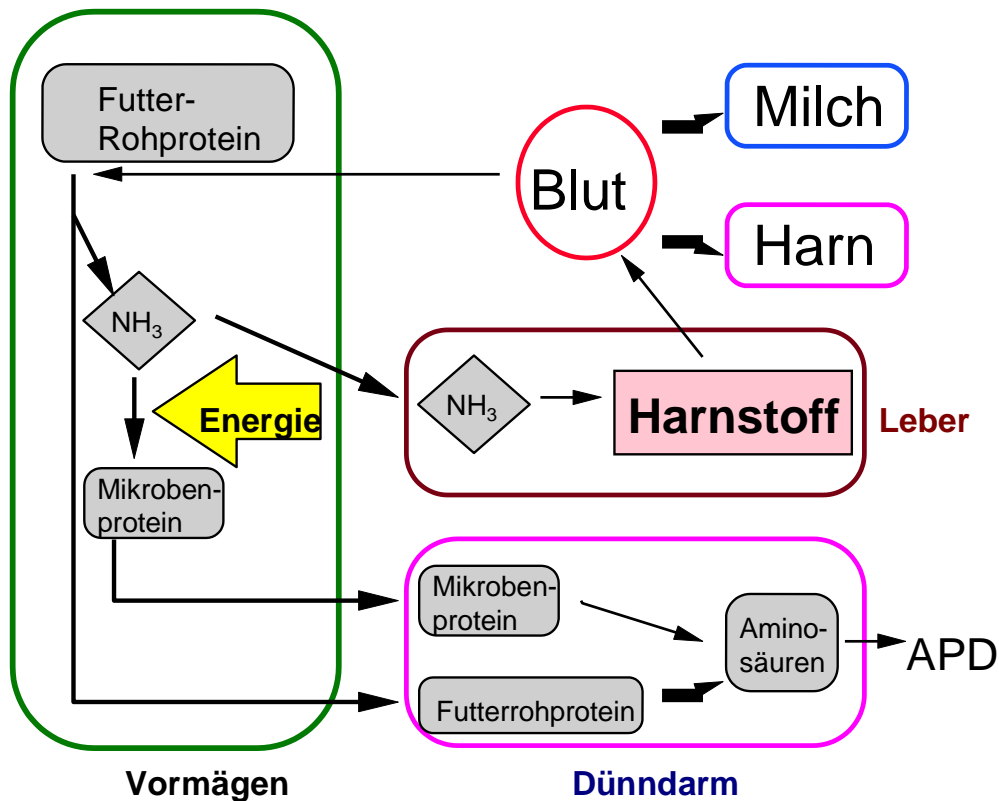 Futter-
Rohprotein
NH₃
Energie
Mikroben-
protein
Vormägen
Blut
Milch
Harn
NH₃
Harnstoff
Leber
Mikroben-
protein
Futterrohprotein
Amino-
säuren
APD
Dünndarm